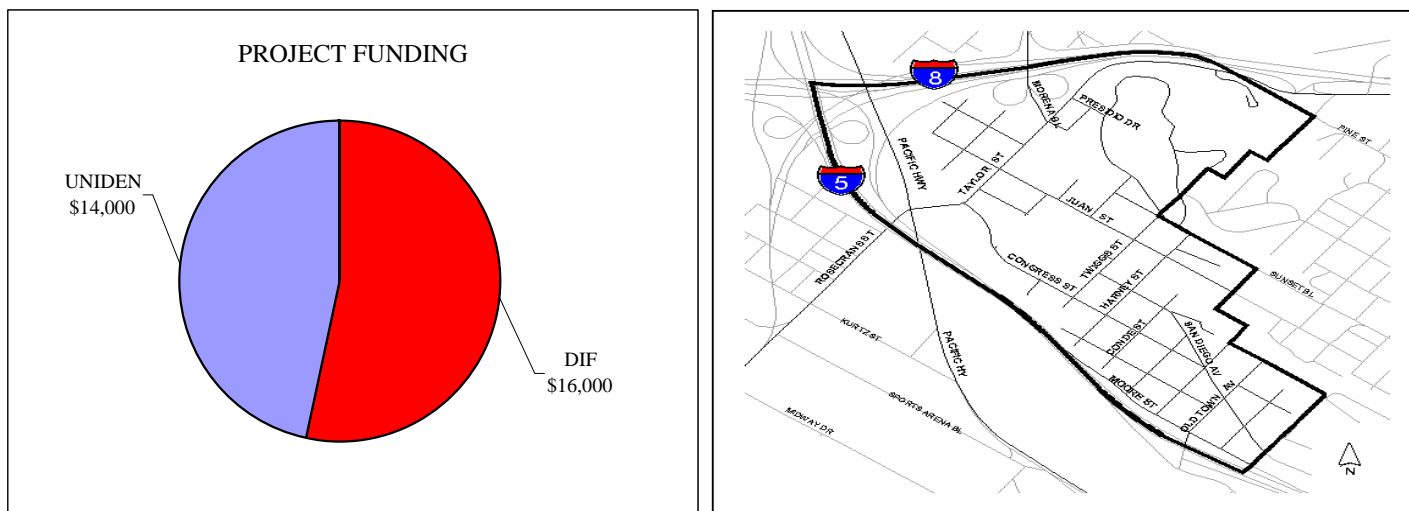 PROJECT FUNDING
UNIDEN
$14,000
DIF
$16,000
8
5
MORENA BL
PRESIDIO DR
PINE ST
PACIFIC HWY
TAYLOR ST
JUAN ST
ROSECRANS ST
CONGRESS ST
TWIGGS ST
HARNEY ST
SUNSET BL
KURTZ ST
PACIFIC HY
CONDE ST
SAN DIEGO AV
MOORE ST
OLD TOWN AV
SPORTS ARENA BL
MIDWAY DR
N